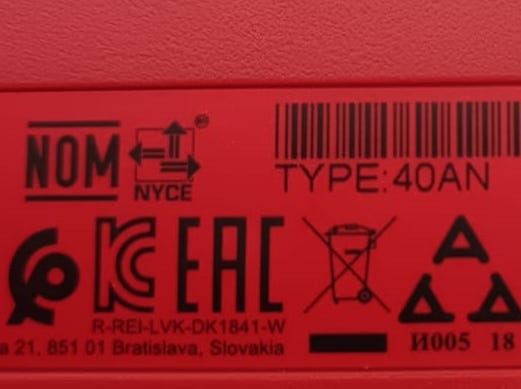 NOM
NYCE
TYPE:40AN
EAC
R-REI-LVK-DK1841-W
a 21, 851 01 Bratislava, Slovakia
И005 18